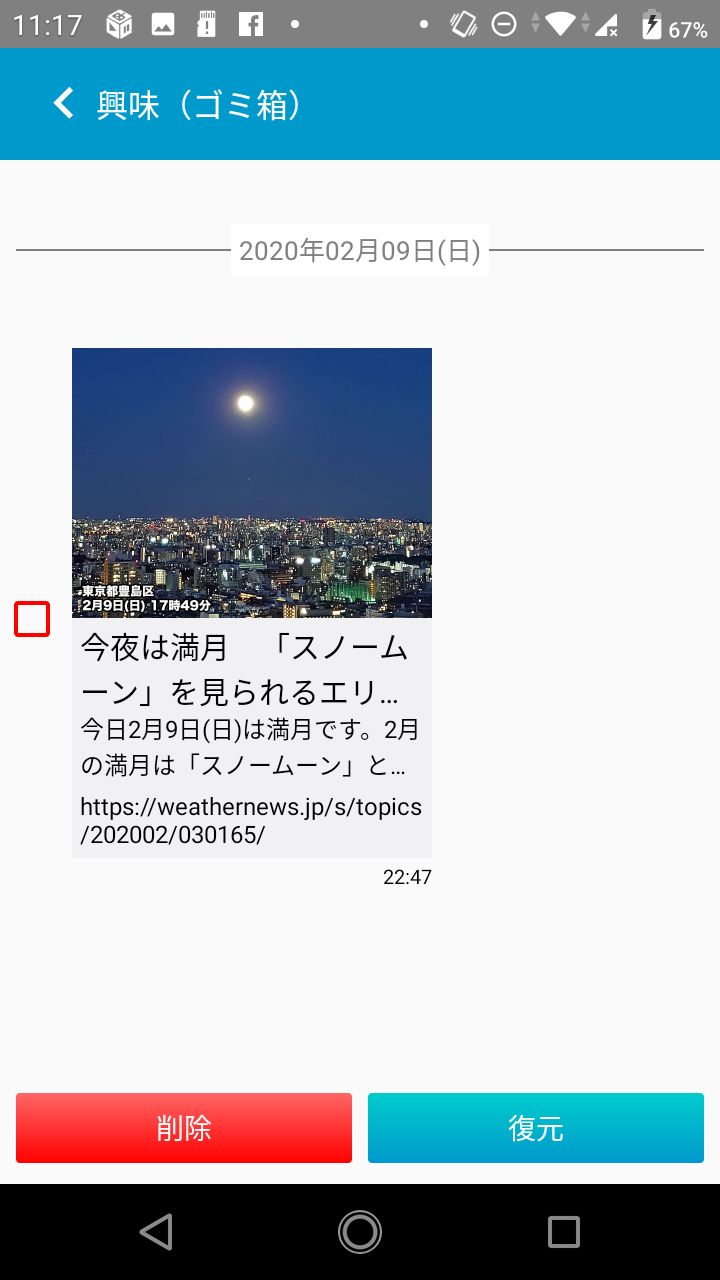 11:17
67%
興味（ゴミ箱）
2020年02月09日(日)
東京都豊島区
2月9日(日) 17時49分
今夜は満月　「スノーム
ーン」を見られるエリ…
今日2月9日(日)は満月です。2月
の満月は「スノームーン」と…
https://weathernews.jp/s/topics
/202002/030165/
22:47
削除
復元